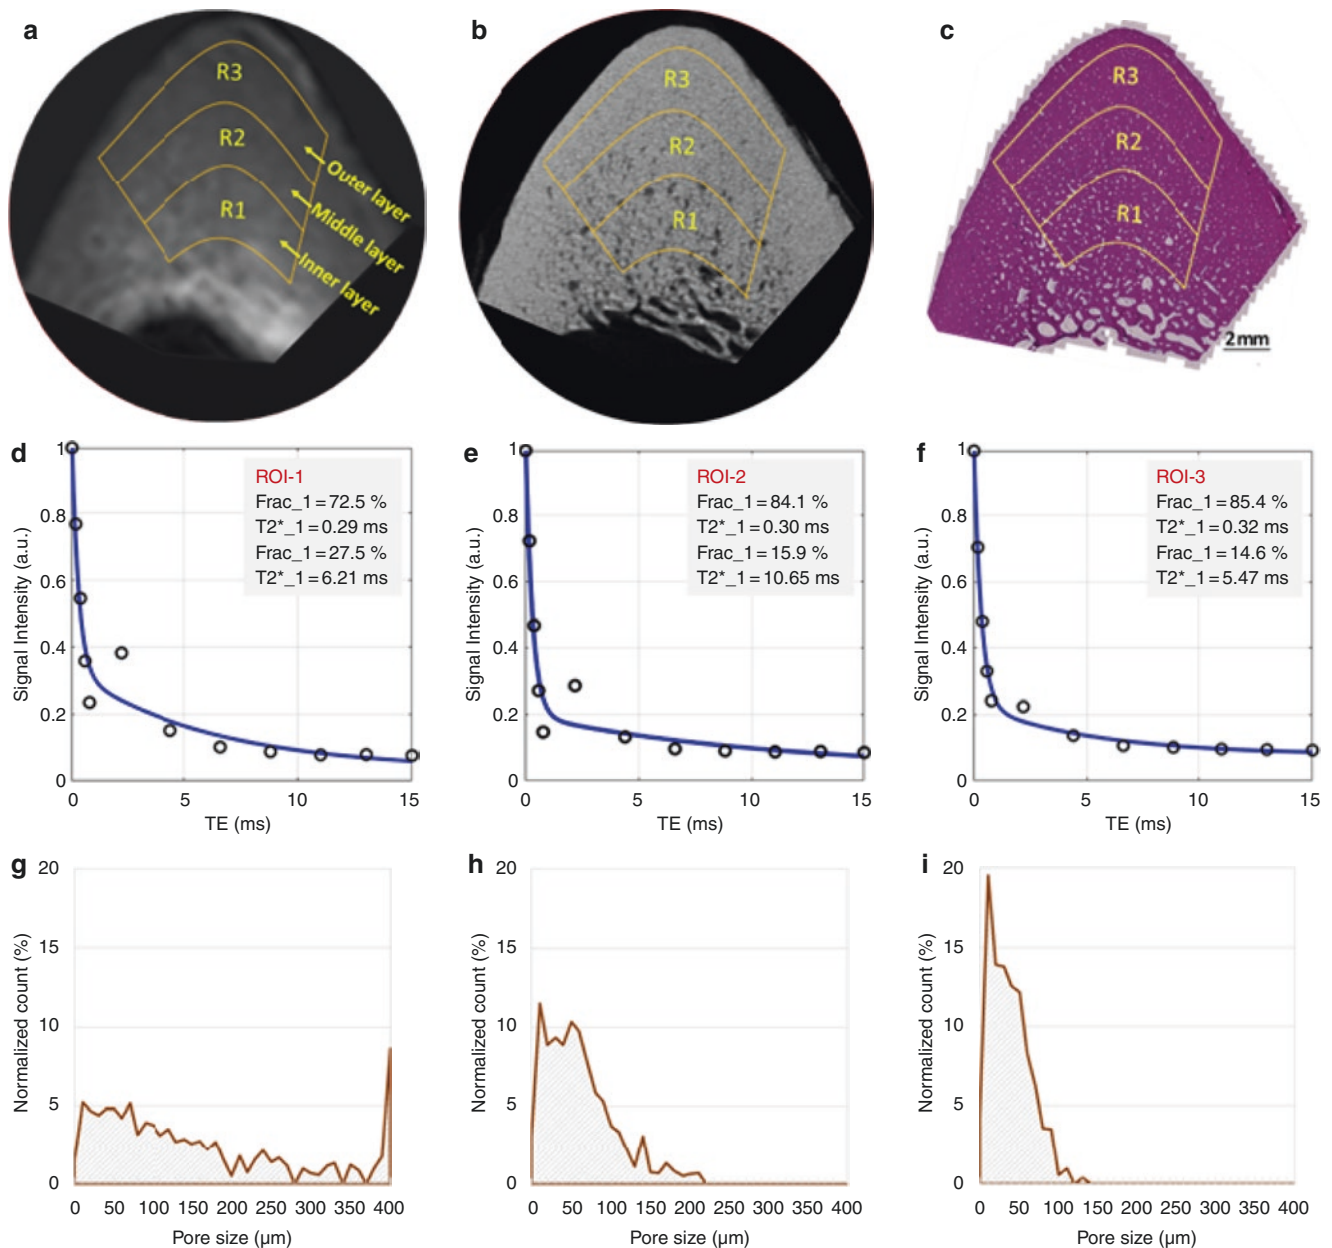 a
R3
R2
R1
Outer layer
Middle layer
Inner layer
b
R3
R2
R1
c
R3
R2
R1
2mm
d
Signal Intensity (a.u.)
1
0.8
0.6
0.4
0.2
0
0 5 10 15
TE (ms)
ROI-1
Frac_1 = 72.5 %
T2*_1 = 0.29 ms
Frac_1 = 27.5 %
T2*_1 = 6.21 ms
e
Signal Intensity (a.u.)
1
0.8
0.6
0.4
0.2
0
0 5 10 15
TE (ms)
ROI-2
Frac_1 = 84.1 %
T2*_1 = 0.30 ms
Frac_1 = 15.9 %
T2*_1 = 10.65 ms
f
Signal Intensity (a.u.)
1
0.8
0.6
0.4
0.2
0
0 5 10 15
TE (ms)
ROI-3
Frac_1 = 85.4 %
T2*_1 = 0.32 ms
Frac_1 = 14.6 %
T2*_1 = 5.47 ms
g
Normalized count (%)
20
15
10
5
0
0 50 100 150 200 250 300 350 400
Pore size (µm)
h
Normalized count (%)
20
15
10
5
0
0 50 100 150 200 250 300 350 400
Pore size (µm)
i
Normalized count (%)
20
15
10
5
0
0 50 100 150 200 250 300 350 400
Pore size (µm)